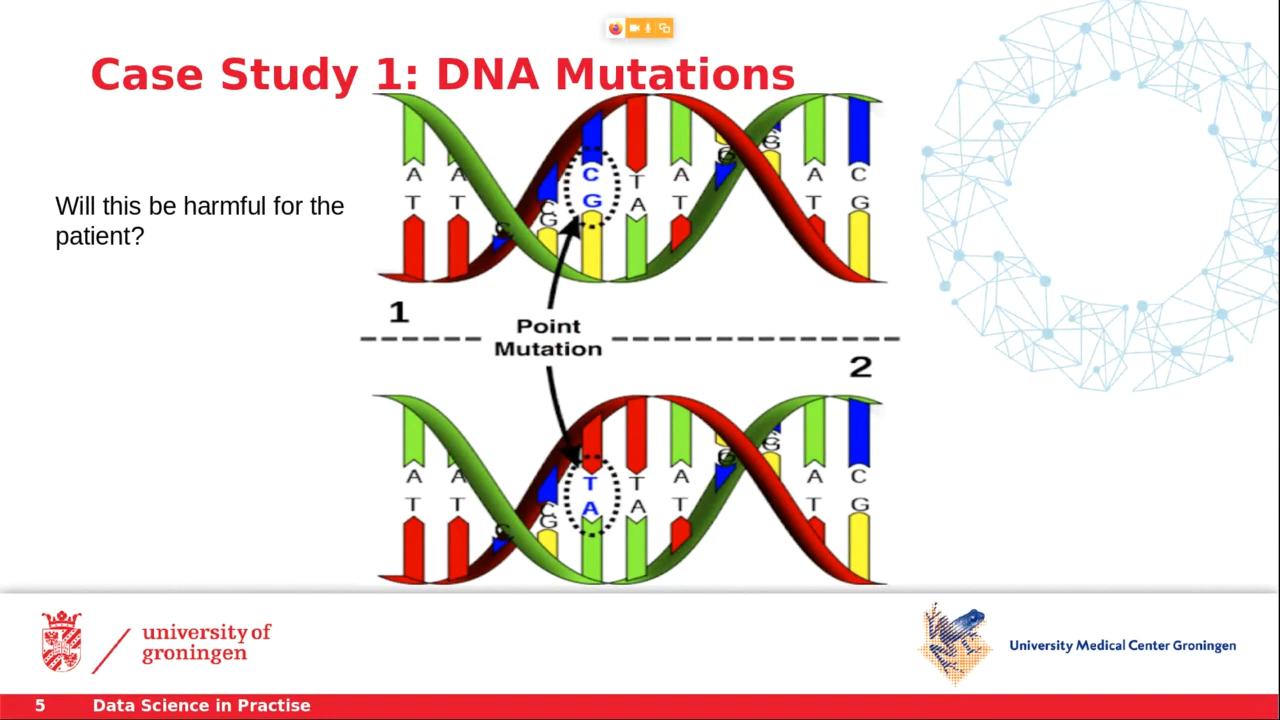 Case Study 1: DNA Mutations
Will this be harmful for the
patient?
A A C C T A G G A C
T T G G A T T G
1
Point
Mutation
2
A A C T T A G G A C
T T G A A T T G
university of
groningen
University Medical Center Groningen
5 Data Science in Practise